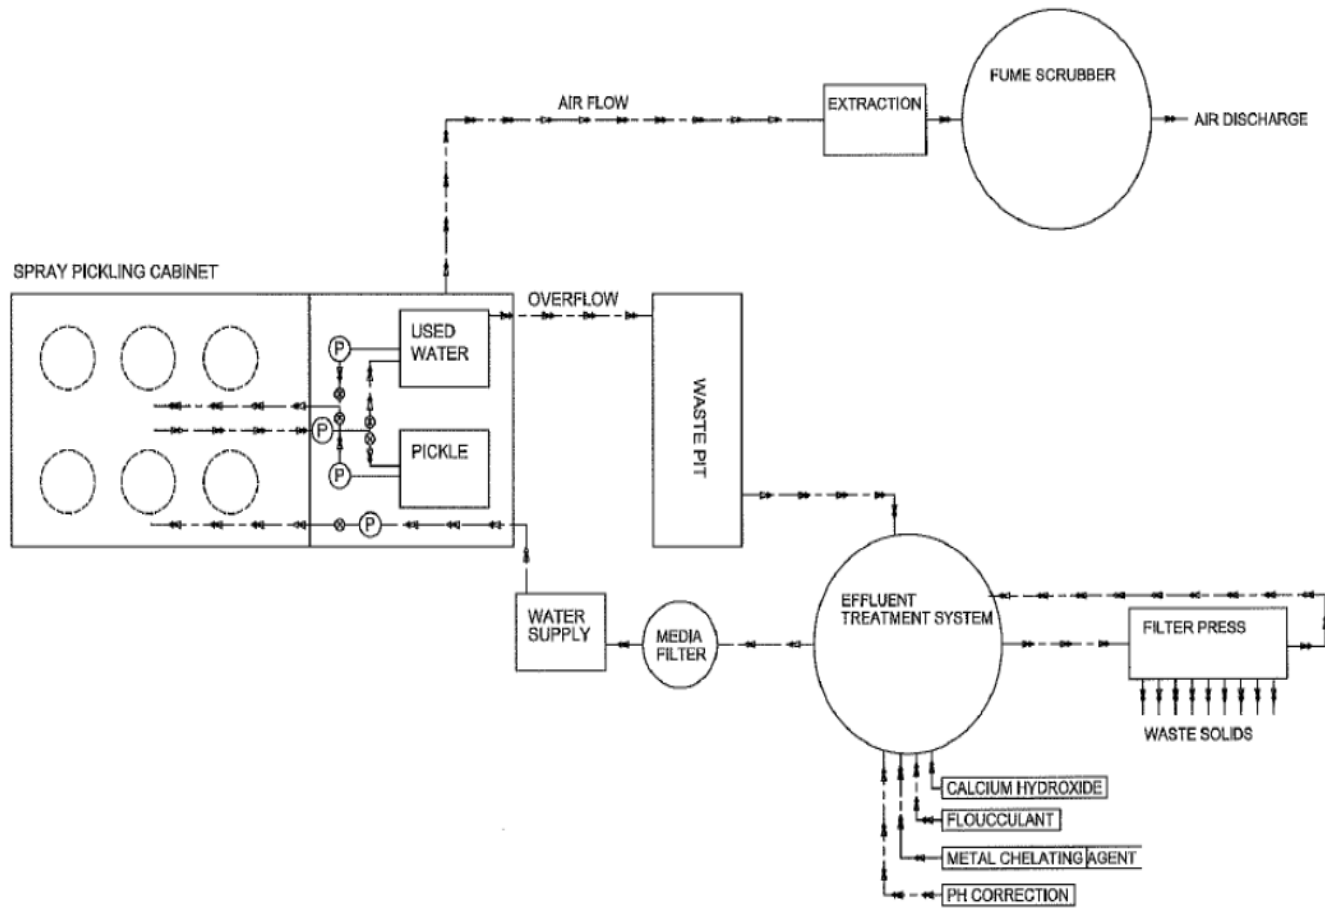 FUME SCRUBBER
AIR FLOW
EXTRACTION
AIR DISCHARGE
SPRAY PICKLING CABINET
OVERFLOW
USED
WATER
P
P
PICKLE
P
P
WASTE PIT
EFFLUENT
TREATMENT SYSTEM
WATER
SUPPLY
MEDIA
FILTER
FILTER PRESS
WASTE SOLIDS
CALCIUM HYDROXIDE
FLOUCCULANT
METAL CHELATING AGENT
PH CORRECTION